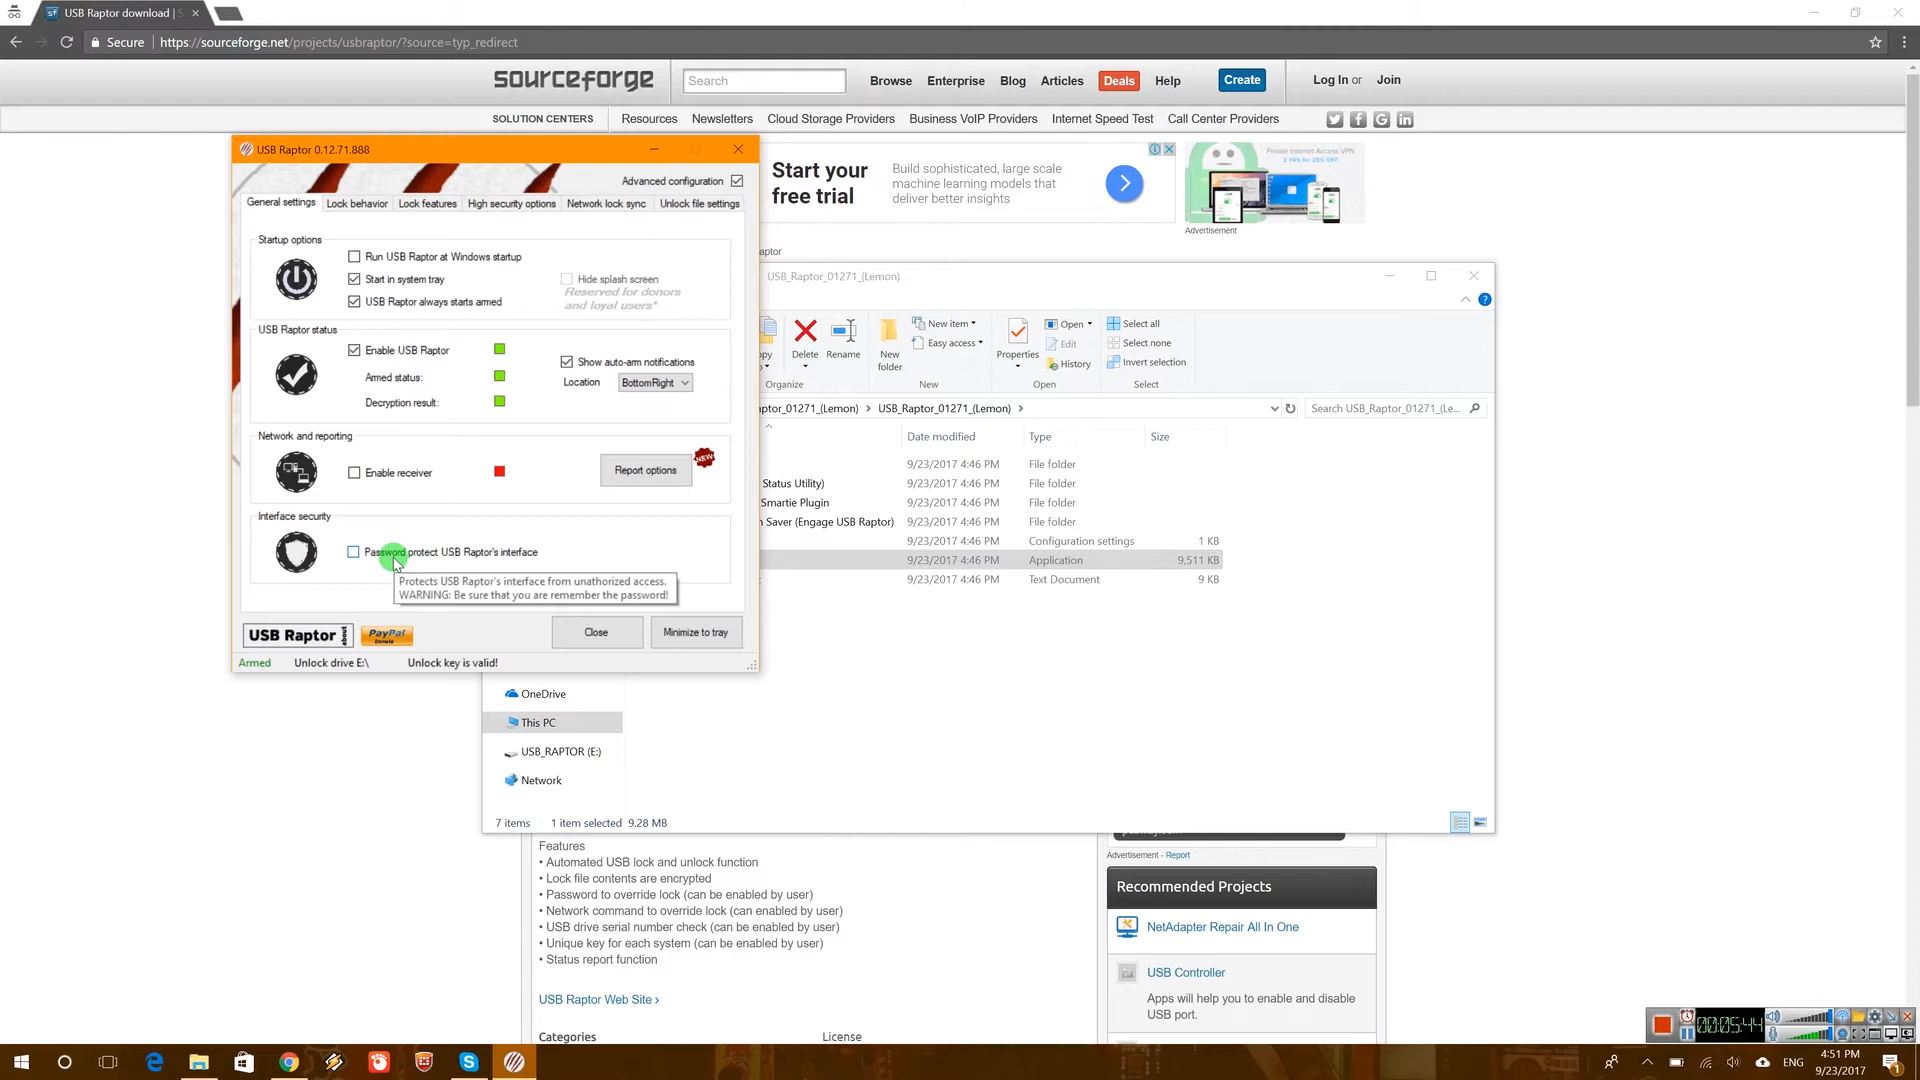 USB Raptor download |
Secure https://sourceforge.net/projects/usbraptor/?source=typ_redirect
sourceforge Search Browse Enterprise Blog Articles Deals Help Create Log In or Join
SOLUTION CENTERS Resources Newsletters Cloud Storage Providers Business VoIP Providers Internet Speed Test Call Center Providers
USB Raptor 0.12.71.888
Advanced configuration
General settings Lock behavior Lock features High security options Network lock sync Unlock file settings
Startup options
Run USB Raptor at Windows startup
Start in system tray
Hide splash screen
Reserved for donors
and loyal users*
USB Raptor always starts armed
USB Raptor status
Enable USB Raptor
Show auto-arm notifications
Armed status:
Location BottomRight
Decryption result:
Network and reporting
Enable receiver
Report options
NEW
Interface security
Password protect USB Raptor's interface
Protects USB Raptor's interface from unathorized access.
WARNING: Be sure that you are remember the password!
USB Raptor about
PayPal
Donate
Close
Minimize to tray
Armed Unlock drive E:\ Unlock key is valid!
Start your
free trial
Build sophisticated, large scale
machine learning models that
deliver better insights
Private Internet Access VPN
2 YRS for 25% OFF
Advertisement
aptor
USB_Raptor_01271_(Lemon)
opy
Delete
Rename
Organize
New
folder
New item
Easy access
New
Properties
Open
Edit
History
Open
Select all
Select none
Invert selection
Select
aptor_01271_(Lemon) > USB_Raptor_01271_(Lemon) >
Search USB_Raptor_01271_(Le...
Date modified Type Size
9/23/2017 4:46 PM File folder
Status Utility) 9/23/2017 4:46 PM File folder
Smartie Plugin 9/23/2017 4:46 PM File folder
n Saver (Engage USB Raptor) 9/23/2017 4:46 PM File folder
9/23/2017 4:46 PM Configuration settings 1 KB
9/23/2017 4:46 PM Application 9,511 KB
9/23/2017 4:46 PM Text Document 9 KB
OneDrive
This PC
USB_RAPTOR (E:)
Network
7 items 1 item selected 9.28 MB
Features
• Automated USB lock and unlock function
• Lock file contents are encrypted
• Password to override lock (can be enabled by user)
• Network command to override lock (can enabled by user)
• USB drive serial number check (can be enabled by user)
• Unique key for each system (can be enabled by user)
• Status report function
USB Raptor Web Site ›
Categories License
Advertisement - Report
Recommended Projects
NetAdapter Repair All In One
USB Controller
Apps will help you to enable and disable
USB port.
00:05:44
ENG
4:51 PM
9/23/2017
1